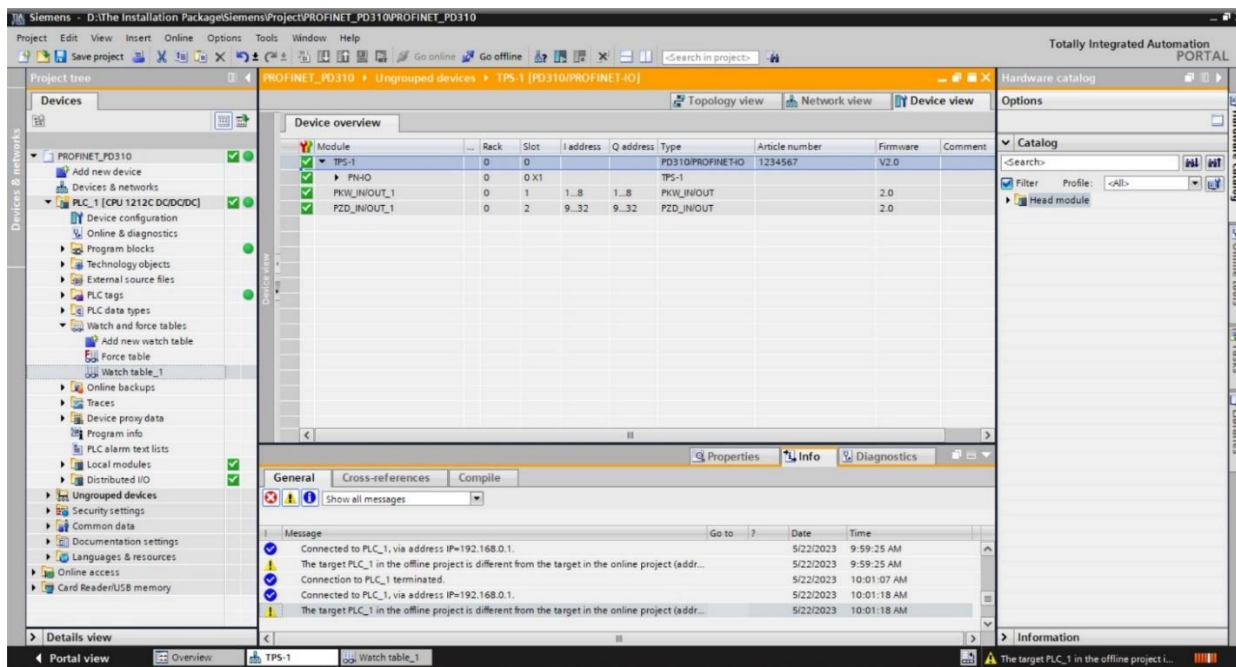 Siemens - D:\The Installation Package\Siemens\Project\PROFINET_PD310\PROFINET_PD310
Project Edit View Insert Online Options Tools Window Help
Totally Integrated Automation
PORTAL
Save project Go online Go offline <Search in project>
Project tree
PROFINET_PD310 Ungrouped devices TPS-1 [PD310/PROFINET-IO]
Hardware catalog
Devices
Topology view Network view Device view
Options
Device overview
Module ... Rack Slot I address Q address Type Article number Firmware Comment
TPS-1 0 0 PD310/PROFINET-IO 1234567 V2.0
PN-IO 0 0 X1 TPS-1
PKW_IN/OUT_1 0 1 1...8 1...8 PKW_IN/OUT 2.0
PZD_IN/OUT_1 0 2 9...32 9...32 PZD_IN/OUT 2.0
Catalog
<Search>
Filter Profile: <All>
Head module
PROFINET_PD310
Add new device
Devices & networks
PLC_1 [CPU 1212C DC/DC/DC]
Device configuration
Online & diagnostics
Program blocks
Technology objects
External source files
PLC tags
PLC data types
Watch and force tables
Add new watch table
Force table
Watch table_1
Online backups
Traces
Device proxy data
Program info
PLC alarm text lists
Local modules
Distributed I/O
Ungrouped devices
Security settings
Common data
Documentation settings
Languages & resources
Online access
Card Reader/USB memory
Devices & networks
Device view
Properties Info Diagnostics
General Cross-references Compile
Show all messages
! Message Go to ? Date Time
Connected to PLC_1, via address IP=192.168.0.1. 5/22/2023 9:59:25 AM
The target PLC_1 in the offline project is different from the target in the online project (addr... 5/22/2023 9:59:25 AM
Connection to PLC_1 terminated. 5/22/2023 10:01:07 AM
Connected to PLC_1, via address IP=192.168.0.1. 5/22/2023 10:01:18 AM
The target PLC_1 in the offline project is different from the target in the online project (addr... 5/22/2023 10:01:18 AM
Details view
Information
Portal view Overview TPS-1 Watch table_1 The target PLC_1 in the offline project i...